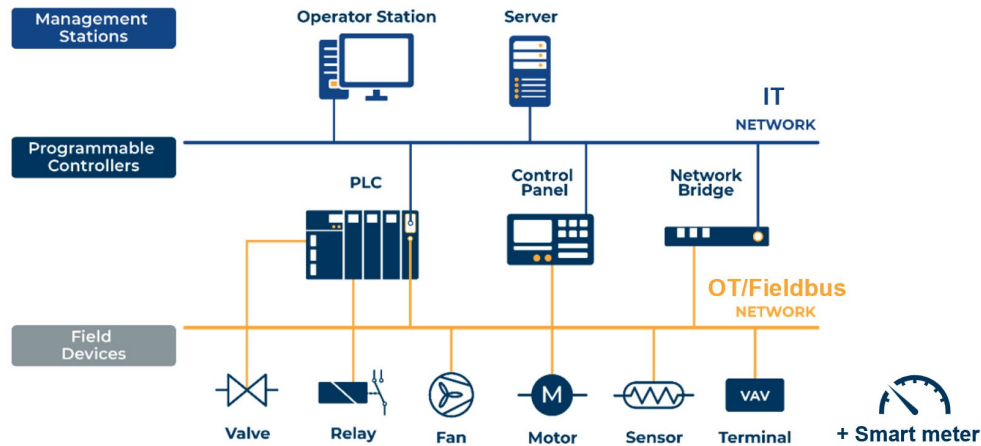 Management
Stations
Operator Station
Server
IT
NETWORK
Programmable
Controllers
PLC
Control
Panel
Network
Bridge
OT/Fieldbus
NETWORK
Field
Devices
M
VAV
Valve
Relay
Fan
Motor
Sensor
Terminal
+ Smart meter